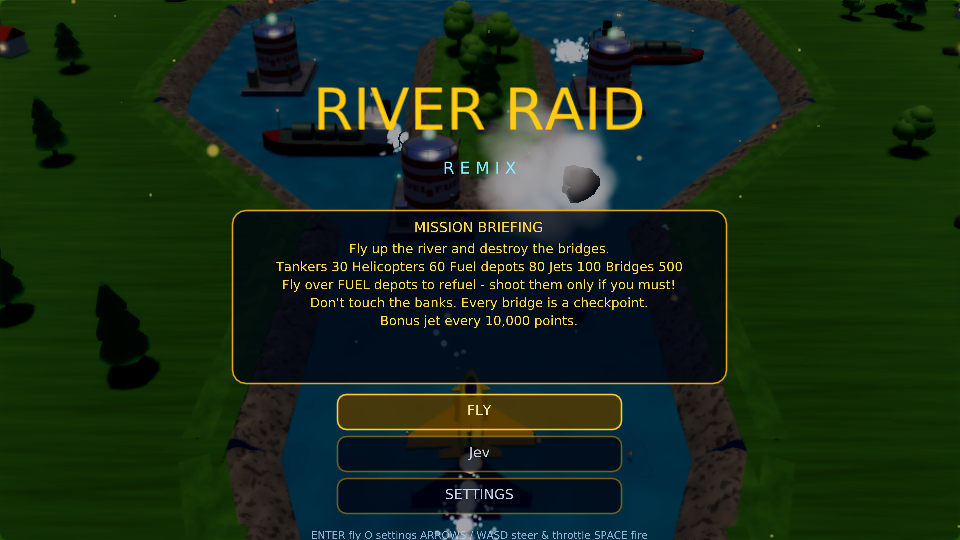 RIVER RAID
REMIX
MISSION BRIEFING
Fly up the river and destroy the bridges.
Tankers 30 Helicopters 60 Fuel depots 80 Jets 100 Bridges 500
Fly over FUEL depots to refuel - shoot them only if you must!
Don't touch the banks. Every bridge is a checkpoint.
Bonus jet every 10,000 points.
FLY
Jev
SETTINGS
ENTER fly O settings ARROWS / WASD steer & throttle SPACE fire